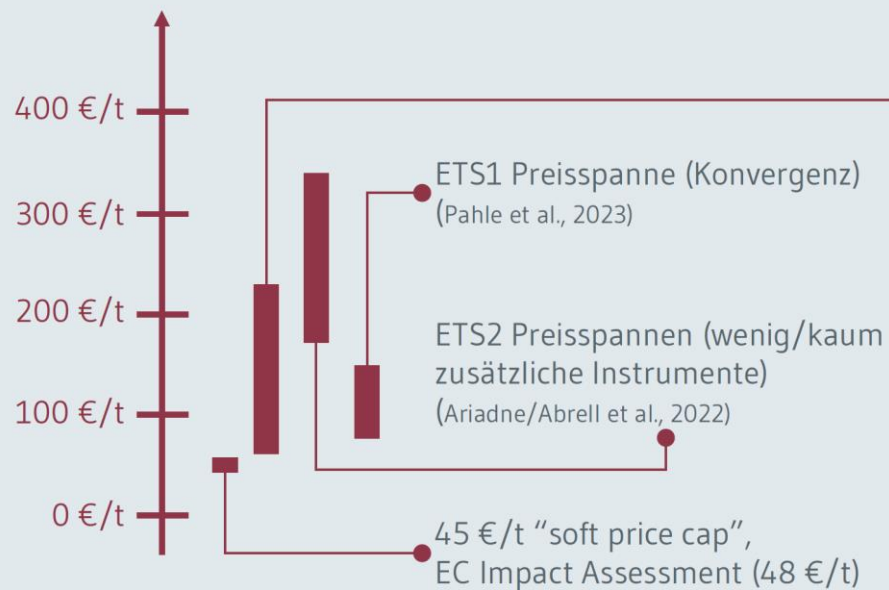 400 €/t
300 €/t
200 €/t
100 €/t
0 €/t
ETS1 Preisspanne (Konvergenz)
(Pahle et al., 2023)
ETS2 Preisspannen (wenig/kaum
zusätzliche Instrumente)
(Ariadne/Abrell et al., 2022)
45 €/t “soft price cap”,
EC Impact Assessment (48 €/t)